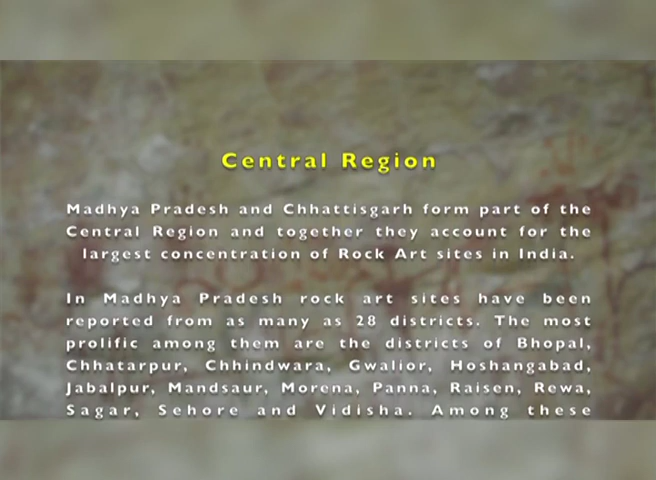 Central Region
Madhya Pradesh and Chhattisgarh form part of the
Central Region and together they account for the
largest concentration of Rock Art sites in India.
In Madhya Pradesh rock art sites have been
reported from as many as 28 districts. The most
prolific among them are the districts of Bhopal,
Chhatarpur, Chhindwara, Gwalior, Hoshangabad,
Jabalpur, Mandsaur, Morena, Panna, Raisen, Rewa,
Sagar, Sehore and Vidisha. Among these